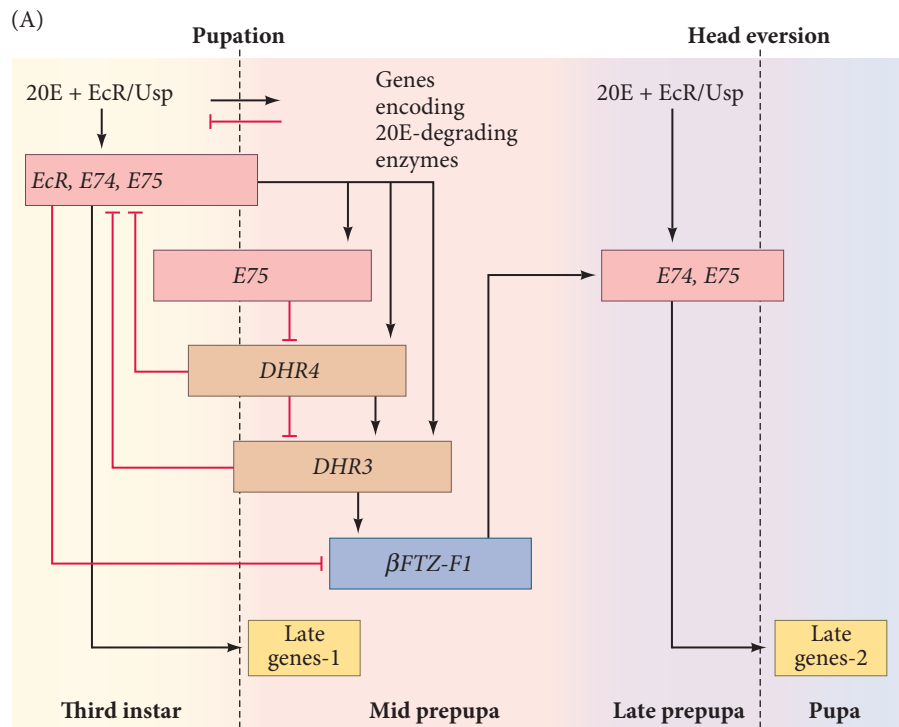 (A)
Pupation
Head eversion
20E + EcR/Usp
Genes
encoding
20E-degrading
enzymes
20E + EcR/Usp
EcR, E74, E75
E75
E74, E75
DHR4
DHR3
βFTZ-F1
Late
genes-1
Late
genes-2
Third instar
Mid prepupa
Late prepupa
Pupa